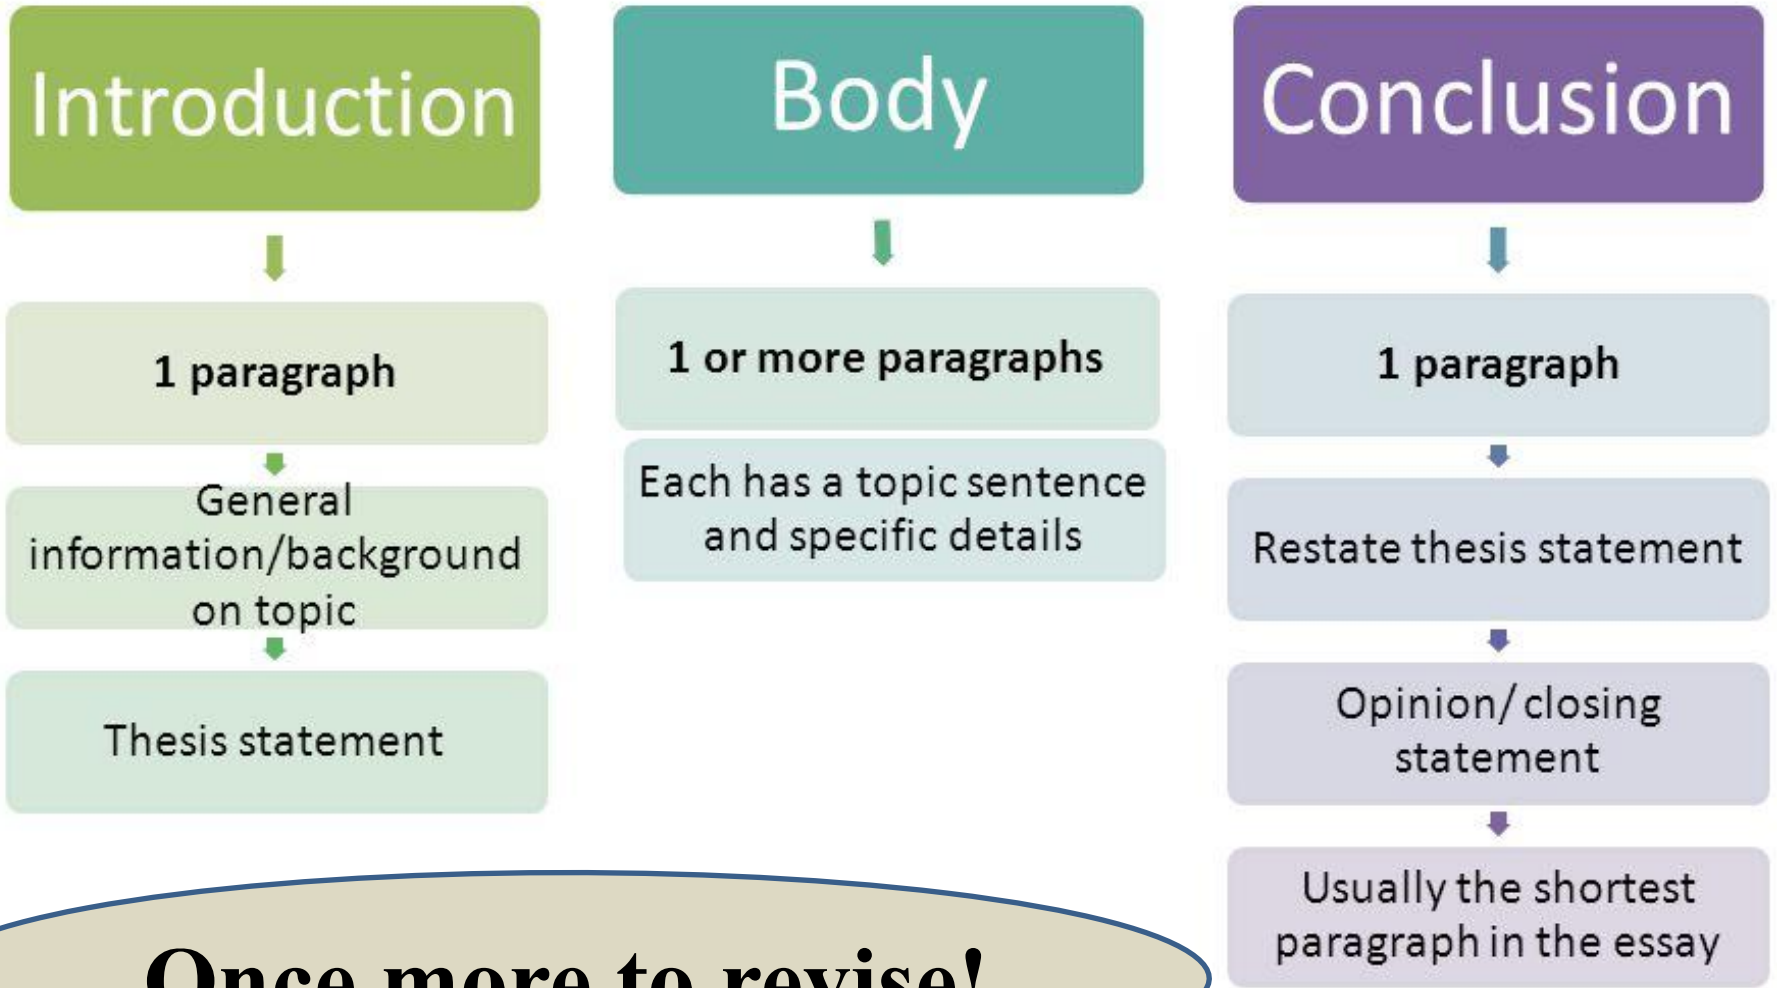 Introduction
1 paragraph
General
information/background
on topic
Thesis statement
Body
1 or more paragraphs
Each has a topic sentence
and specific details
Conclusion
1 paragraph
Restate thesis statement
Opinion/ closing
statement
Usually the shortest
paragraph in the essay
Once more to revise!